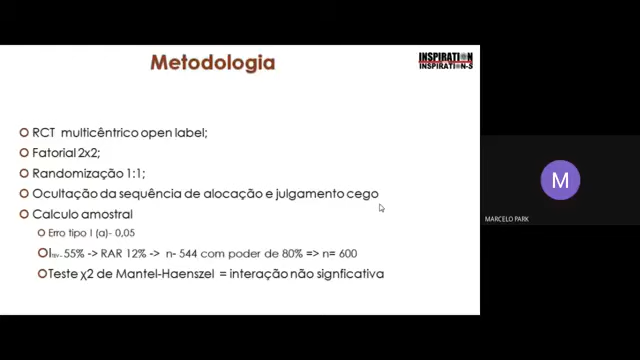 Metodologia
INSPIRATION
INSPIRATION-S
RCT multicêntrico open label;
Fatorial 2x2;
Randomização 1:1;
Ocultação da sequência de alocação e julgamento cego
Calculo amostral
Erro tipo I (a)- 0,05
55% -> RAR 12% -> n- 544 com poder de 80% => n= 600
Teste χ2 de Mantel-Haenszel = interação não signficativa
M
MARCELO PARK